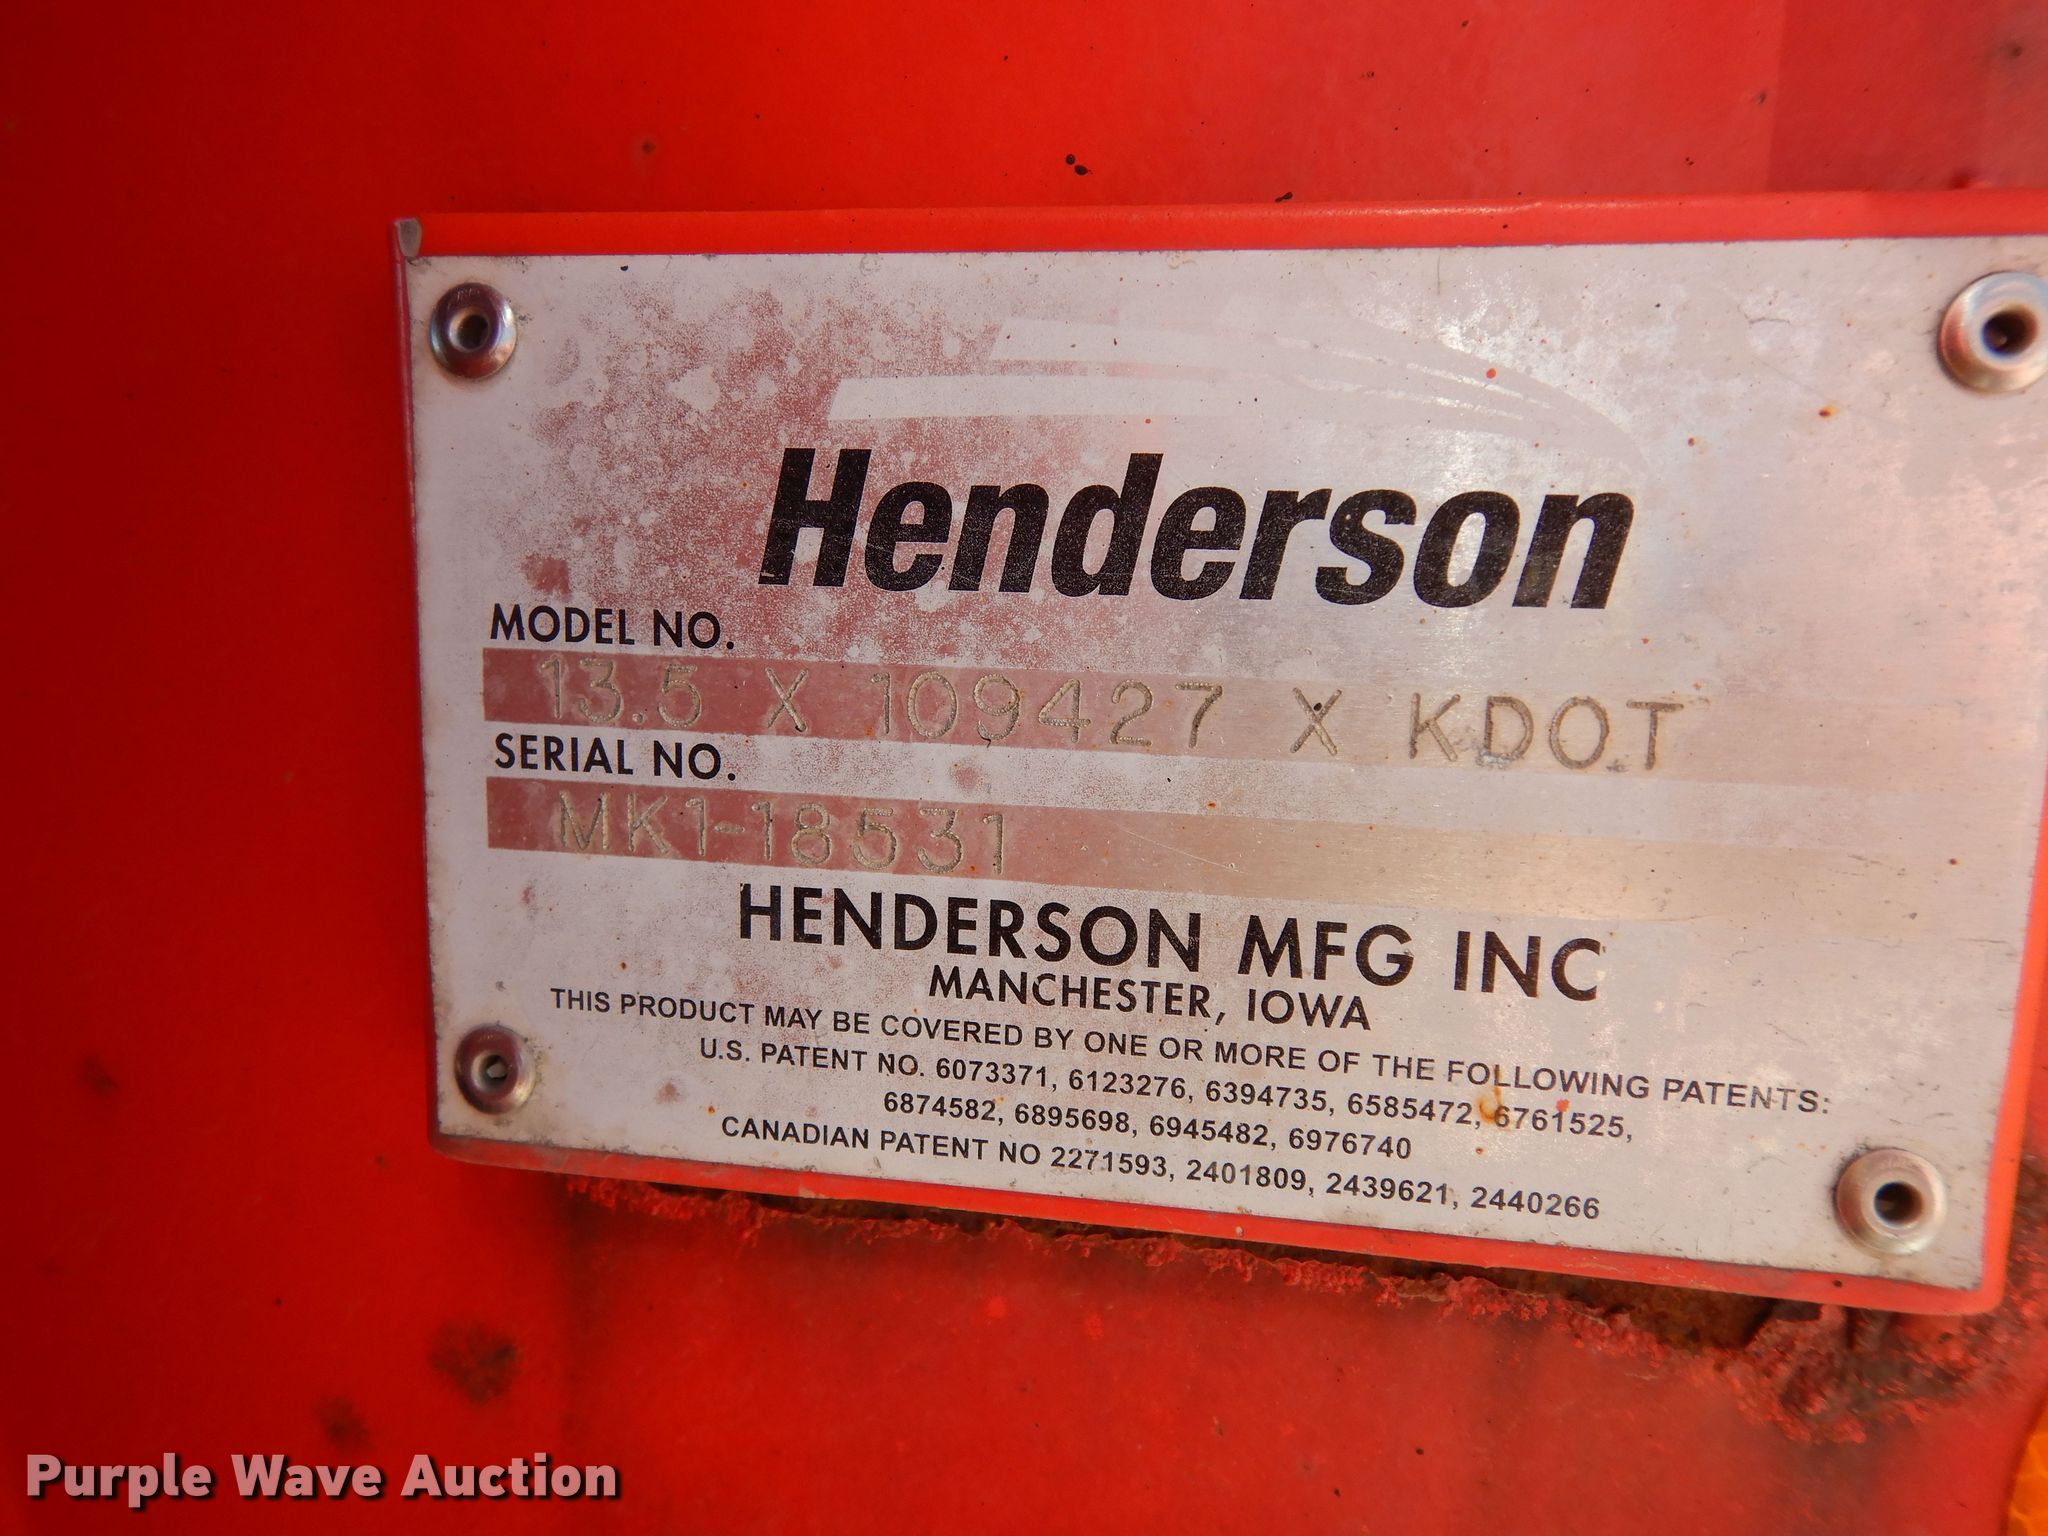 Henderson
MODEL NO.
13.5 X 109427 X KDOT
SERIAL NO.
MK1-18531
HENDERSON MFG INC
MANCHESTER, IOWA
THIS PRODUCT MAY BE COVERED BY ONE OR MORE OF THE FOLLOWING PATENTS:
U.S. PATENT NO. 6073371, 6123276, 6394735, 6585472, 6761525,
6874582, 6895698, 6945482, 6976740
CANADIAN PATENT NO 2271593, 2401809, 2439621, 2440266
Purple Wave Auction